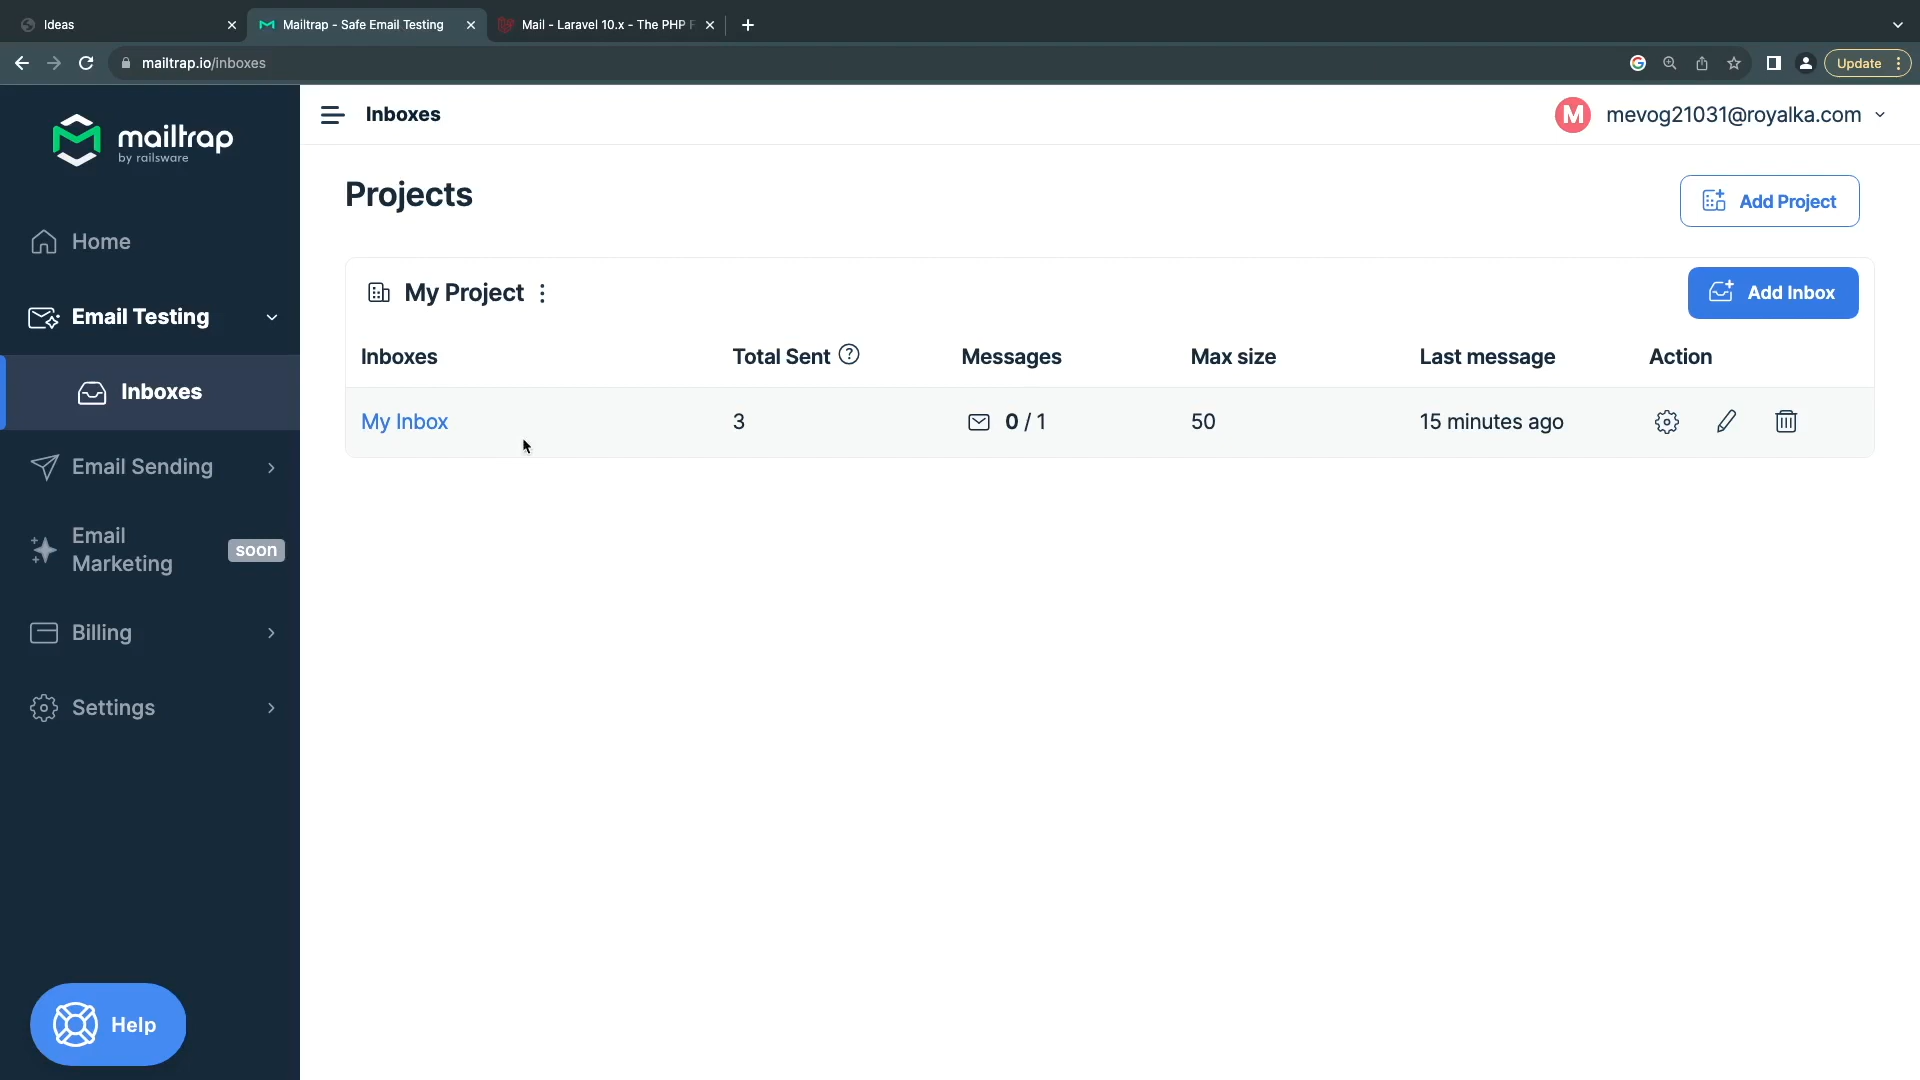 Ideas
Mailtrap - Safe Email Testing
Mail - Laravel 10.x - The PHP F
mailtrap.io/inboxes
Update
mailtrap
by railsware
Inboxes
mevog21031@royalka.com
M
Projects
Add Project
Home
My Project
Add Inbox
Email Testing
Inboxes
Total Sent ?
Messages
Max size
Last message
Action
Inboxes
My Inbox
3
0 / 1
50
15 minutes ago
Email Sending
Email
Marketing
soon
Billing
Settings
Help